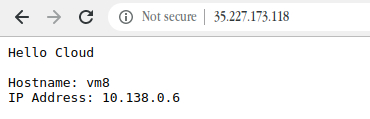 Not secure | 35.227.173.118
Hello Cloud
Hostname: vm8
IP Address: 10.138.0.6